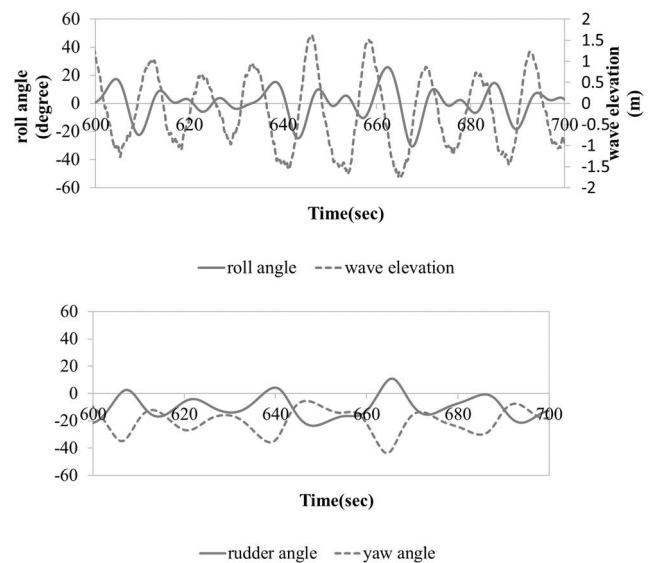 60
40
20
0
-20
-40
-60
roll angle
(degree)
2
1.5
1
0.5
0
-0.5
-1
-1.5
-2
wave elevation
(m)
600 620 640 660 680 700
Time(sec)
roll angle wave elevation
60
40
20
0
-20
-40
-60
600 620 640 660 680 700
Time(sec)
rudder angle yaw angle